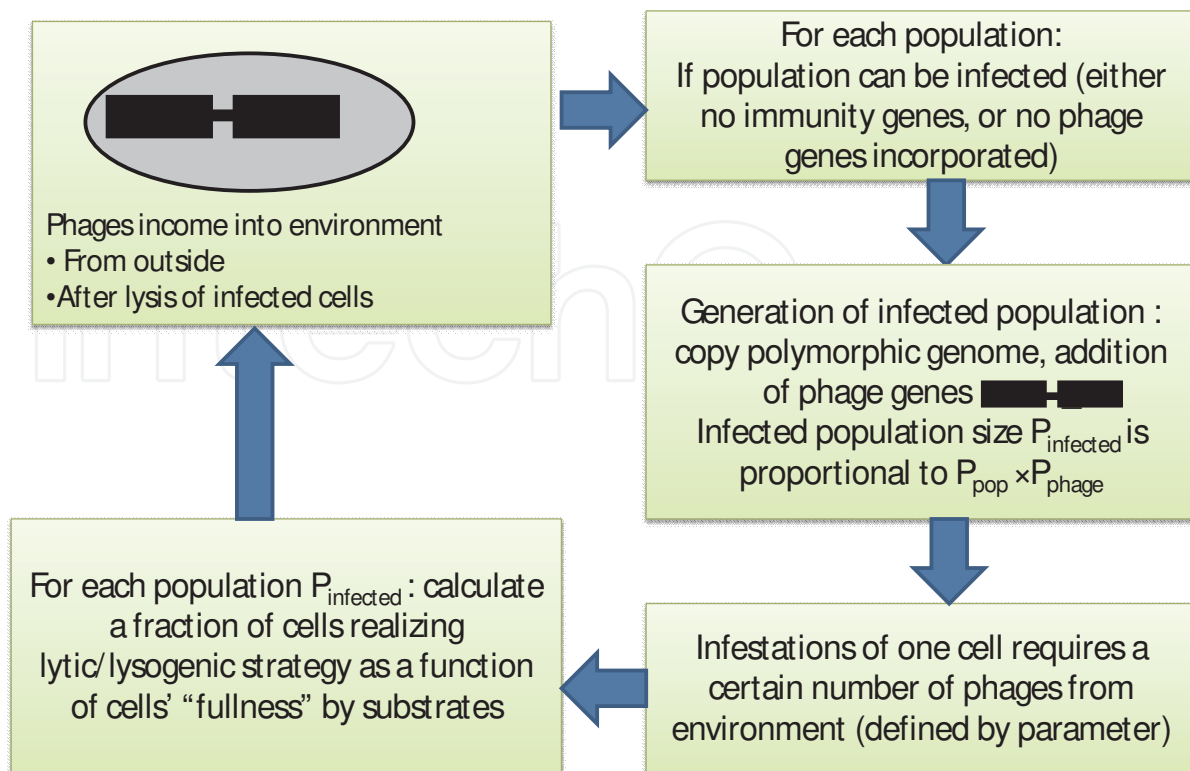 Phages income into environment
• From outside
•After lysis of infected cells
For each population:
If population can be infected (either
no immunity genes, or no phage
genes incorporated)
Generation of infected population :
copy polymorphic genome, addition
of phage genes
Infected population size Pinfected is
proportional to Ppop ×Pphage
Infestations of one cell requires a
certain number of phages from
environment (defined by parameter)
For each population Pinfected : calculate
a fraction of cells realizing
lytic/lysogenic strategy as a function
of cells' “fullness” by substrates